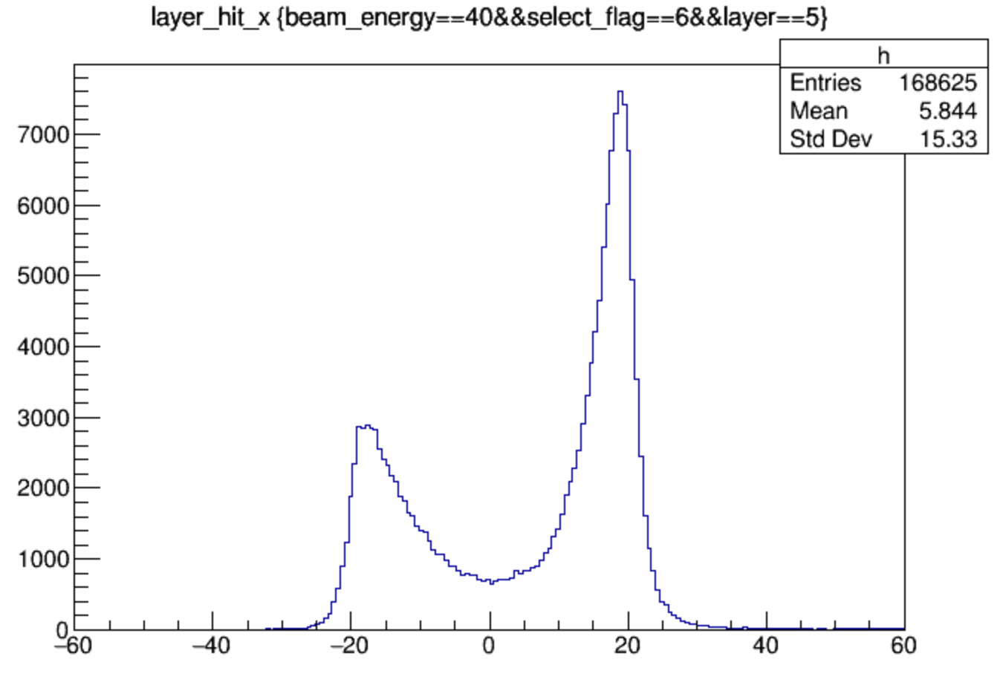 layer_hit_x {beam_energy==40&&select_flag==6&&layer==5}
h
Entries 168625
Mean 5.844
Std Dev 15.33
7000
6000
5000
4000
3000
2000
1000
0
−60 −40 −20 0 20 40 60